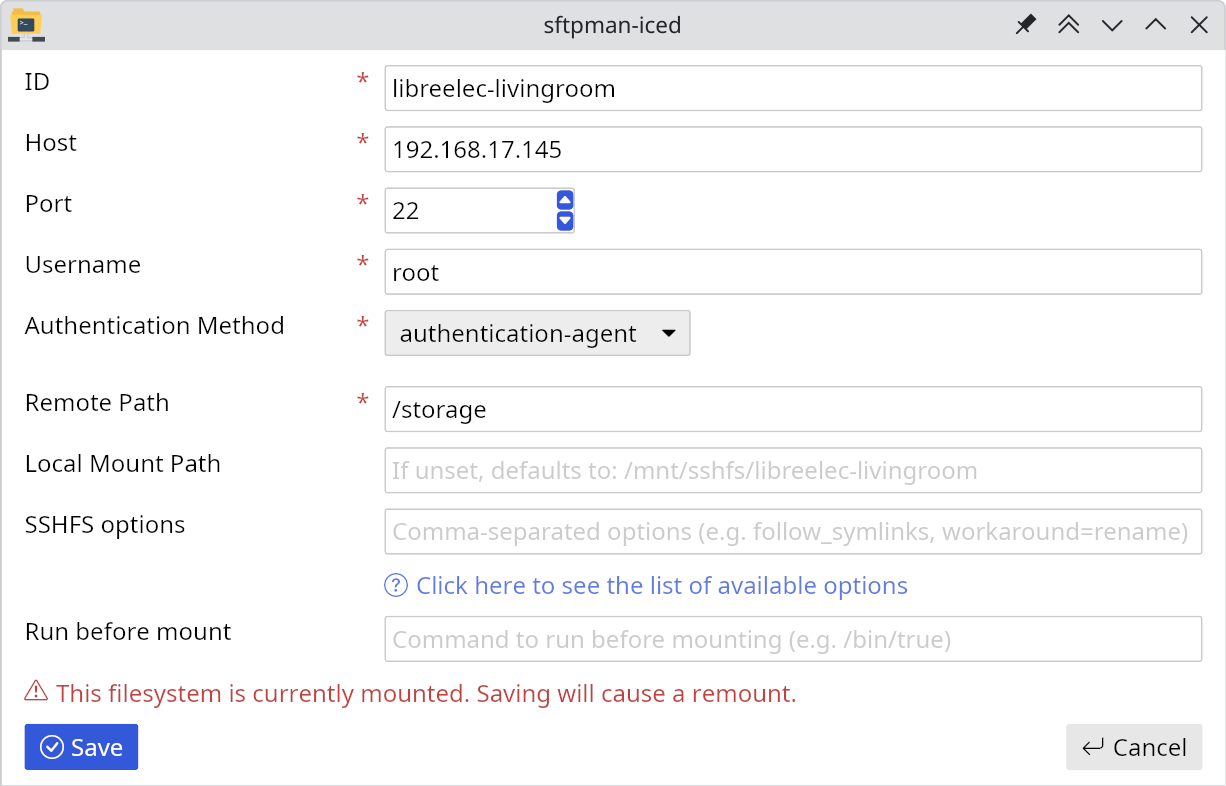 sftpman-iced
ID * libreelec-livingroom
Host * 192.168.17.145
Port * 22
Username * root
Authentication Method * authentication-agent
Remote Path * /storage
Local Mount Path If unset, defaults to: /mnt/sshfs/libreelec-livingroom
SSHFS options Comma-separated options (e.g. follow_symlinks, workaround=rename)
? Click here to see the list of available options
Run before mount Command to run before mounting (e.g. /bin/true)
This filesystem is currently mounted. Saving will cause a remount.
Save Cancel